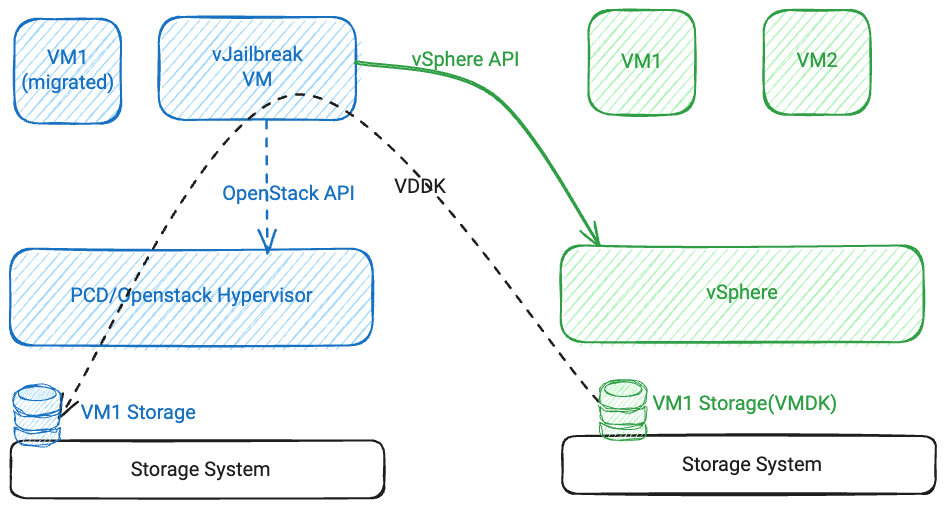 VM1
(migrated)
vJailbreak
VM
vSphere API
VM1
VM2
OpenStack API
VDDK
PCD/Openstack Hypervisor
vSphere
VM1 Storage
VM1 Storage(VMDK)
Storage System
Storage System